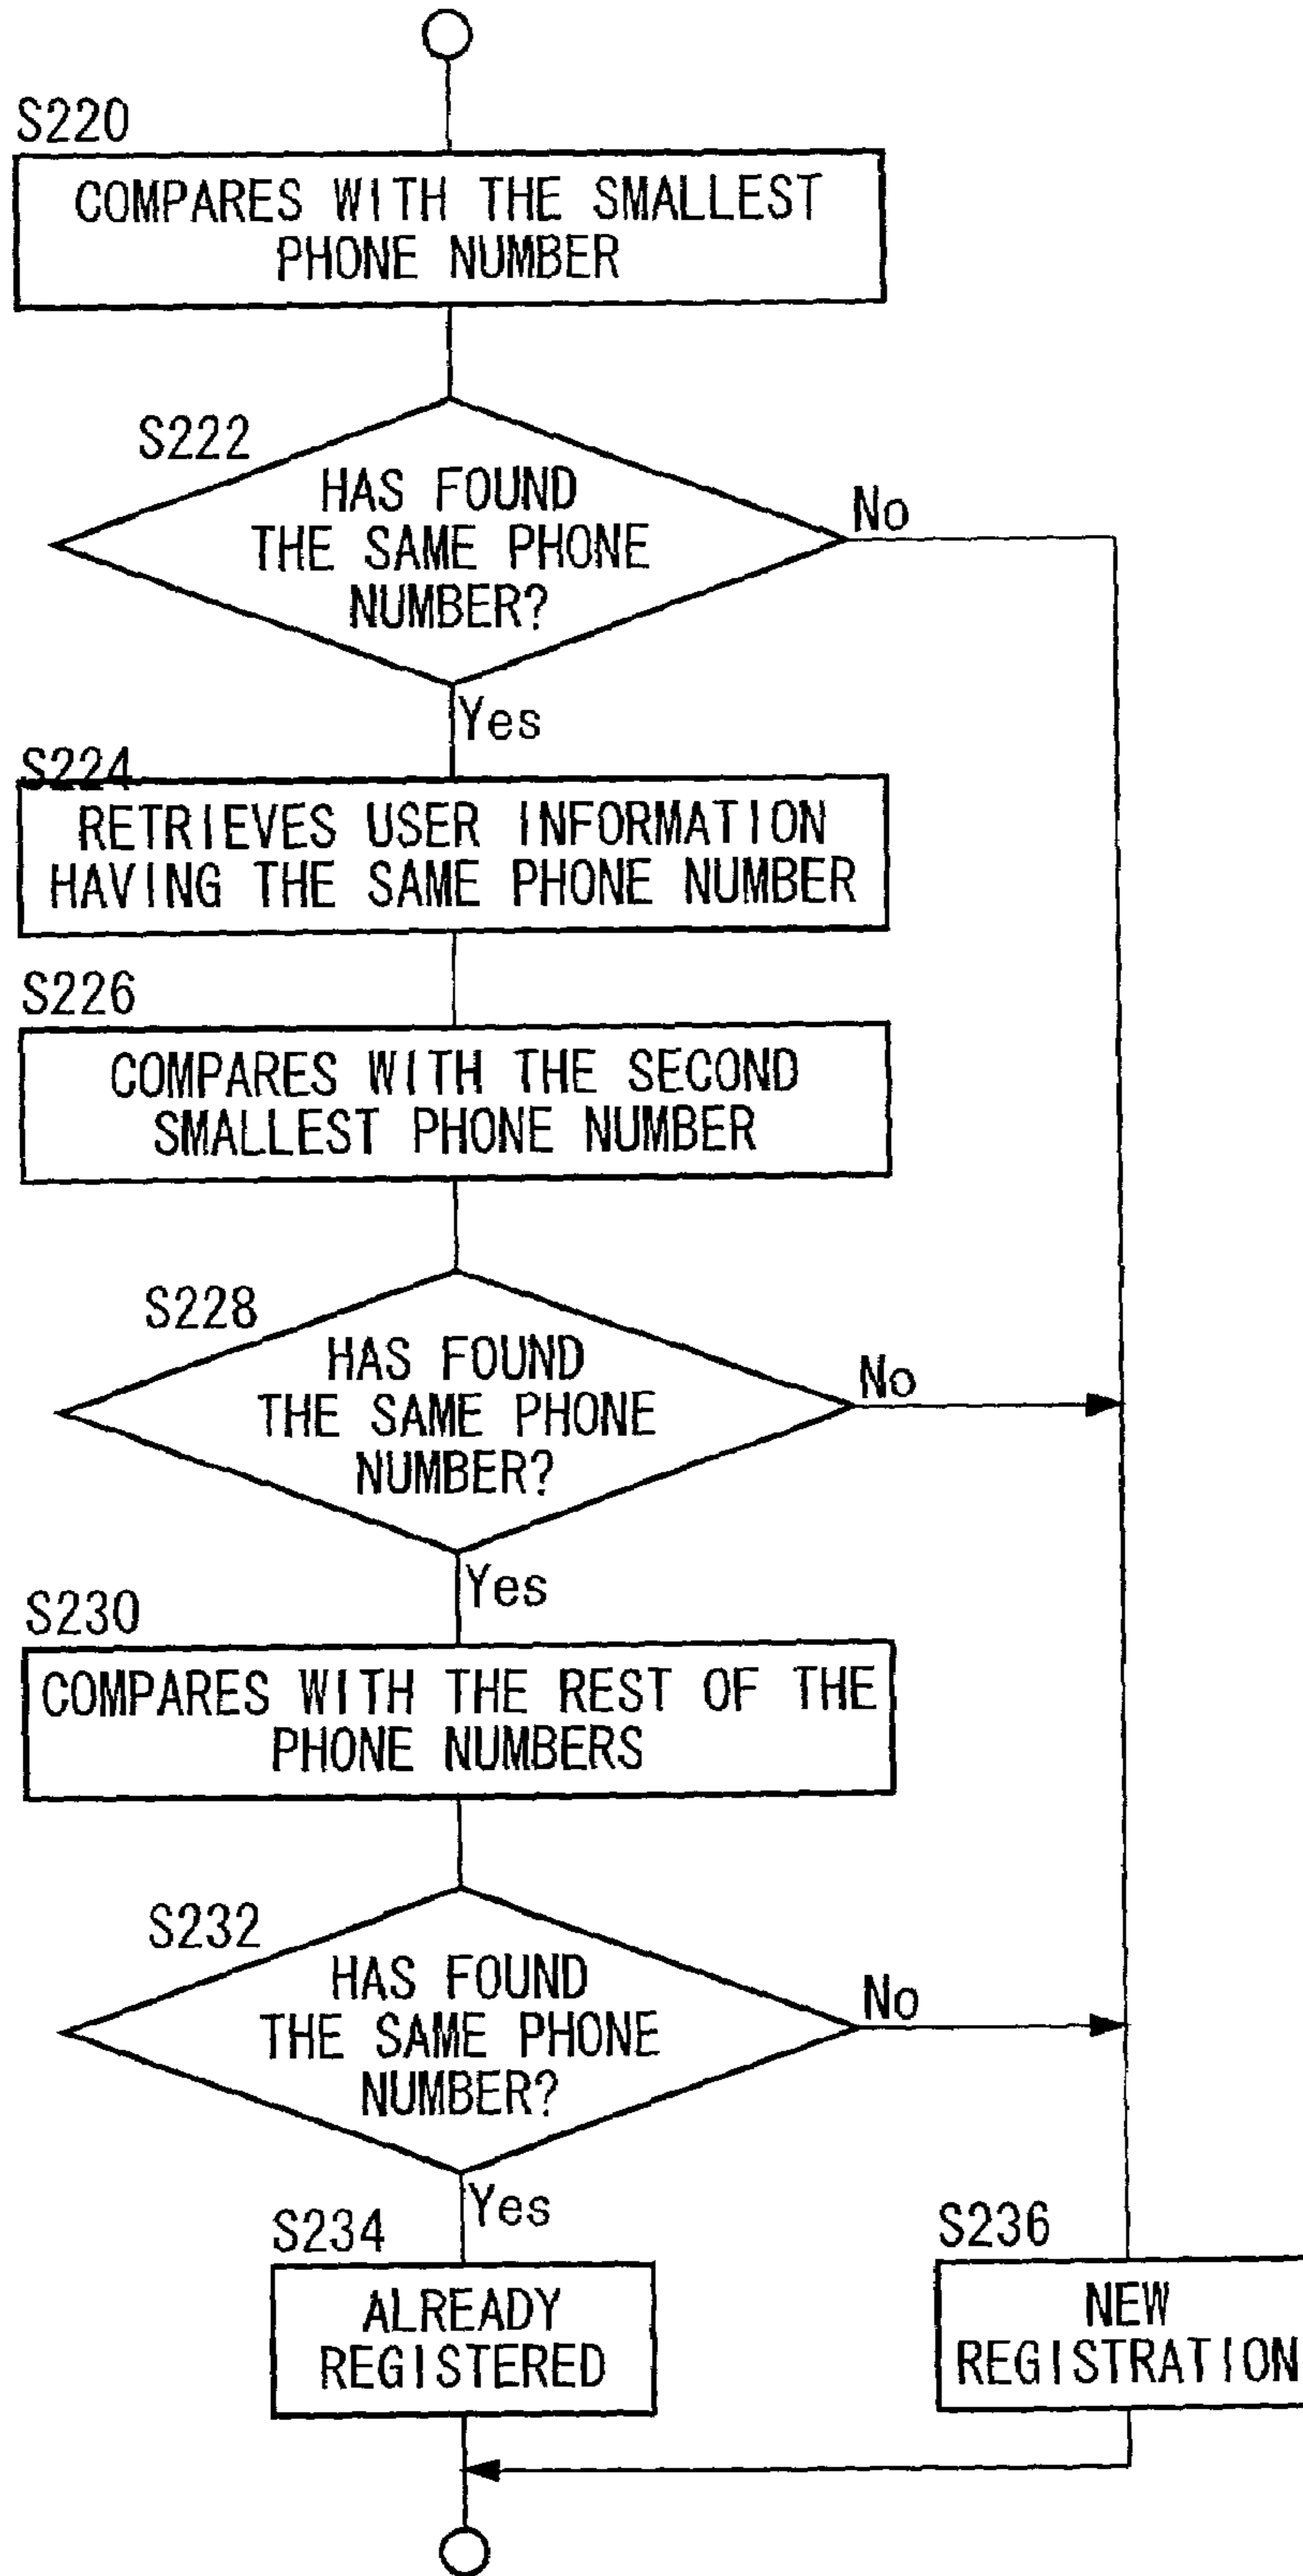 S220
COMPARES WITH THE SMALLEST
PHONE NUMBER
S222
HAS FOUND
THE SAME PHONE
NUMBER?
No
Yes
S224
RETRIEVES USER INFORMATION
HAVING THE SAME PHONE NUMBER
S226
COMPARES WITH THE SECOND
SMALLEST PHONE NUMBER
S228
HAS FOUND
THE SAME PHONE
NUMBER?
No
Yes
S230
COMPARES WITH THE REST OF THE
PHONE NUMBERS
S232
HAS FOUND
THE SAME PHONE
NUMBER?
No
Yes
S234
ALREADY
REGISTERED
S236
NEW
REGISTRATION